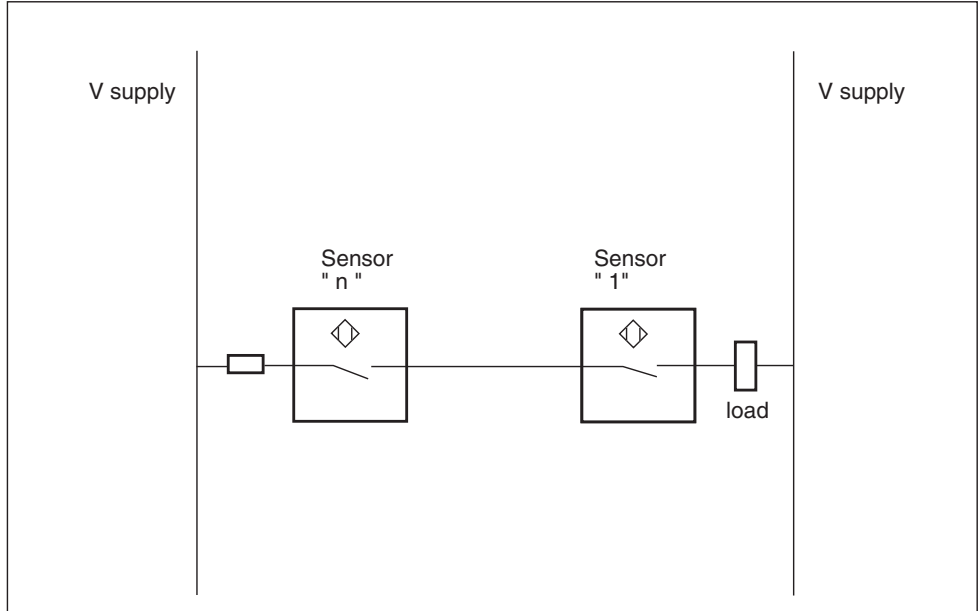 V supply
V supply
Sensor
" n "
Sensor
" 1"
load